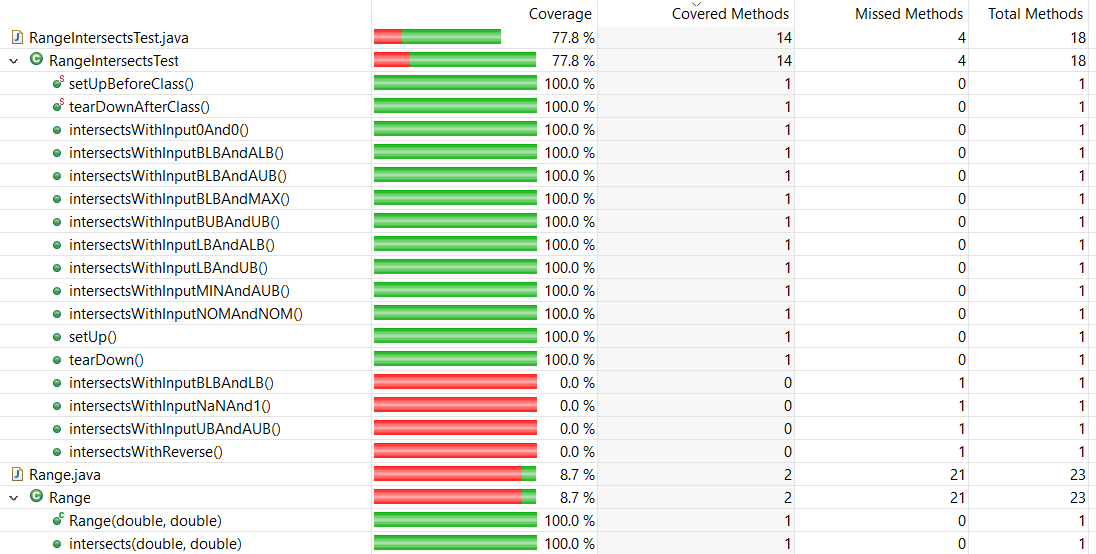 Coverage Covered Methods Missed Methods Total Methods
RangeIntersectsTest.java 77.8 % 14 4 18
RangeIntersectsTest 77.8 % 14 4 18
setUpBeforeClass() 100.0 % 1 0 1
tearDownAfterClass() 100.0 % 1 0 1
intersectsWithInput0And0() 100.0 % 1 0 1
intersectsWithInputBLBAndALB() 100.0 % 1 0 1
intersectsWithInputBLBAndAUB() 100.0 % 1 0 1
intersectsWithInputBLBAndMAX() 100.0 % 1 0 1
intersectsWithInputBUBAndUB() 100.0 % 1 0 1
intersectsWithInputLBAndALB() 100.0 % 1 0 1
intersectsWithInputLBAndUB() 100.0 % 1 0 1
intersectsWithInputMINAndAUB() 100.0 % 1 0 1
intersectsWithInputNOMAndNOM() 100.0 % 1 0 1
setUp() 100.0 % 1 0 1
tearDown() 100.0 % 1 0 1
intersectsWithInputBLBAndLB() 0.0 % 0 1 1
intersectsWithInputNaNAnd1() 0.0 % 0 1 1
intersectsWithInputUBAndAUB() 0.0 % 0 1 1
intersectsWithReverse() 0.0 % 0 1 1
Range.java 8.7 % 2 21 23
Range 8.7 % 2 21 23
Range(double, double) 100.0 % 1 0 1
intersects(double, double) 100.0 % 1 0 1